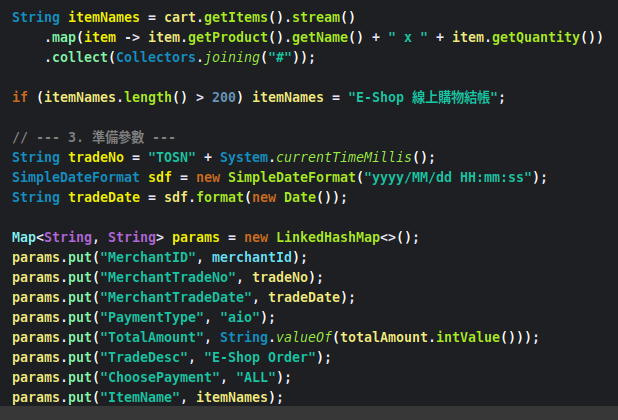 String itemNames = cart.getItems().stream()
    .map(item -> item.getProduct().getName() + " x " + item.getQuantity())
    .collect(Collectors.joining("#"));
if (itemNames.length() > 200) itemNames = "E-Shop 線上購物結帳";
// --- 3. 準備參數 ---
String tradeNo = "TOSN" + System.currentTimeMillis();
SimpleDateFormat sdf = new SimpleDateFormat("yyyy/MM/dd HH:mm:ss");
String tradeDate = sdf.format(new Date());
Map<String, String> params = new LinkedHashMap<>();
params.put("MerchantID", merchantId);
params.put("MerchantTradeNo", tradeNo);
params.put("MerchantTradeDate", tradeDate);
params.put("PaymentType", "aio");
params.put("TotalAmount", String.valueOf(totalAmount.intValue()));
params.put("TradeDesc", "E-Shop Order");
params.put("ChoosePayment", "ALL");
params.put("ItemName", itemNames);